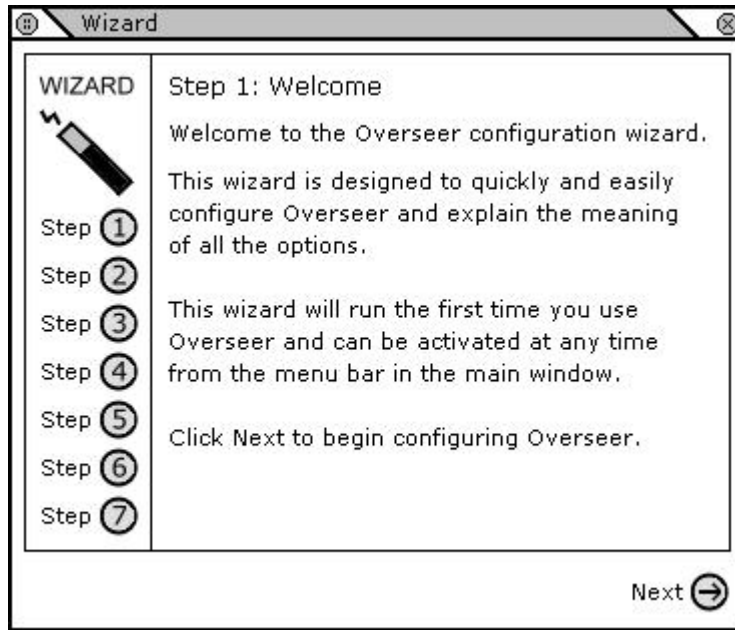 Wizard
WIZARD
Step 1
Step 2
Step 3
Step 4
Step 5
Step 6
Step 7
Step 1: Welcome
Welcome to the Overseer configuration wizard.
This wizard is designed to quickly and easily
configure Overseer and explain the meaning
of all the options.
This wizard will run the first time you use
Overseer and can be activated at any time
from the menu bar in the main window.
Click Next to begin configuring Overseer.
Next